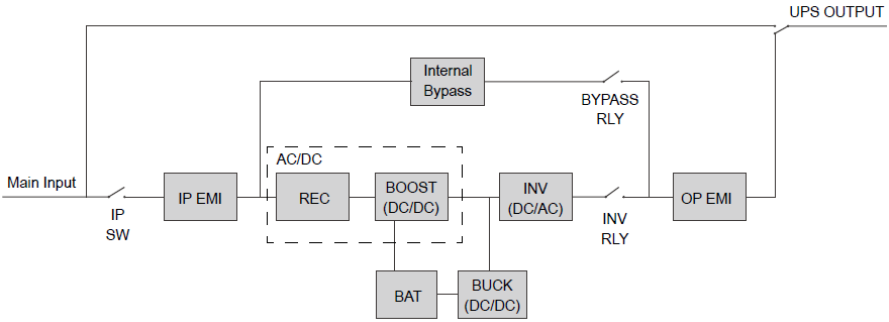 UPS OUTPUT
Internal
Bypass
BYPASS
RLY
AC/DC
Main Input
IP
SW
IP EMI
REC
BOOST
(DC/DC)
INV
(DC/AC)
INV
RLY
OP EMI
BAT
BUCK
(DC/DC)